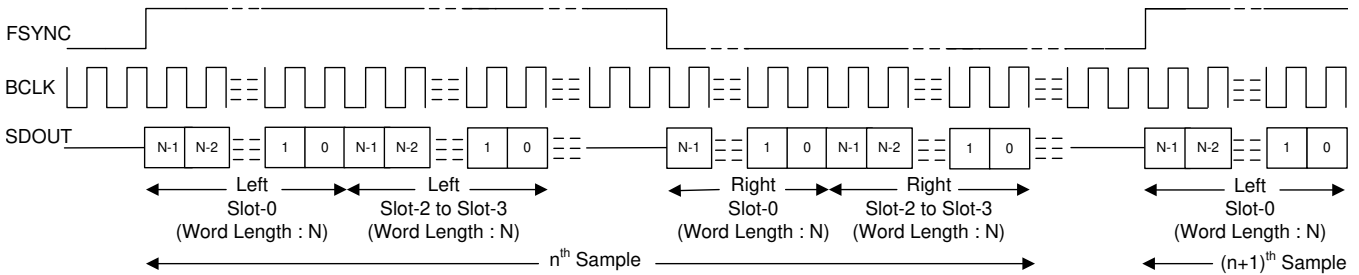 FSYNC
BCLK
SDOUT
N-1 N-2 1 0 N-1 N-2 1 0 N-1 1 0 N-1 N-2 1 0 N-1 N-2 1 0
Left Left Right Right Left
Slot-0 Slot-2 to Slot-3 Slot-0 Slot-2 to Slot-3 Slot-0
(Word Length : N) (Word Length : N) (Word Length : N) (Word Length : N) (Word Length : N)
nth Sample (n+1)th Sample